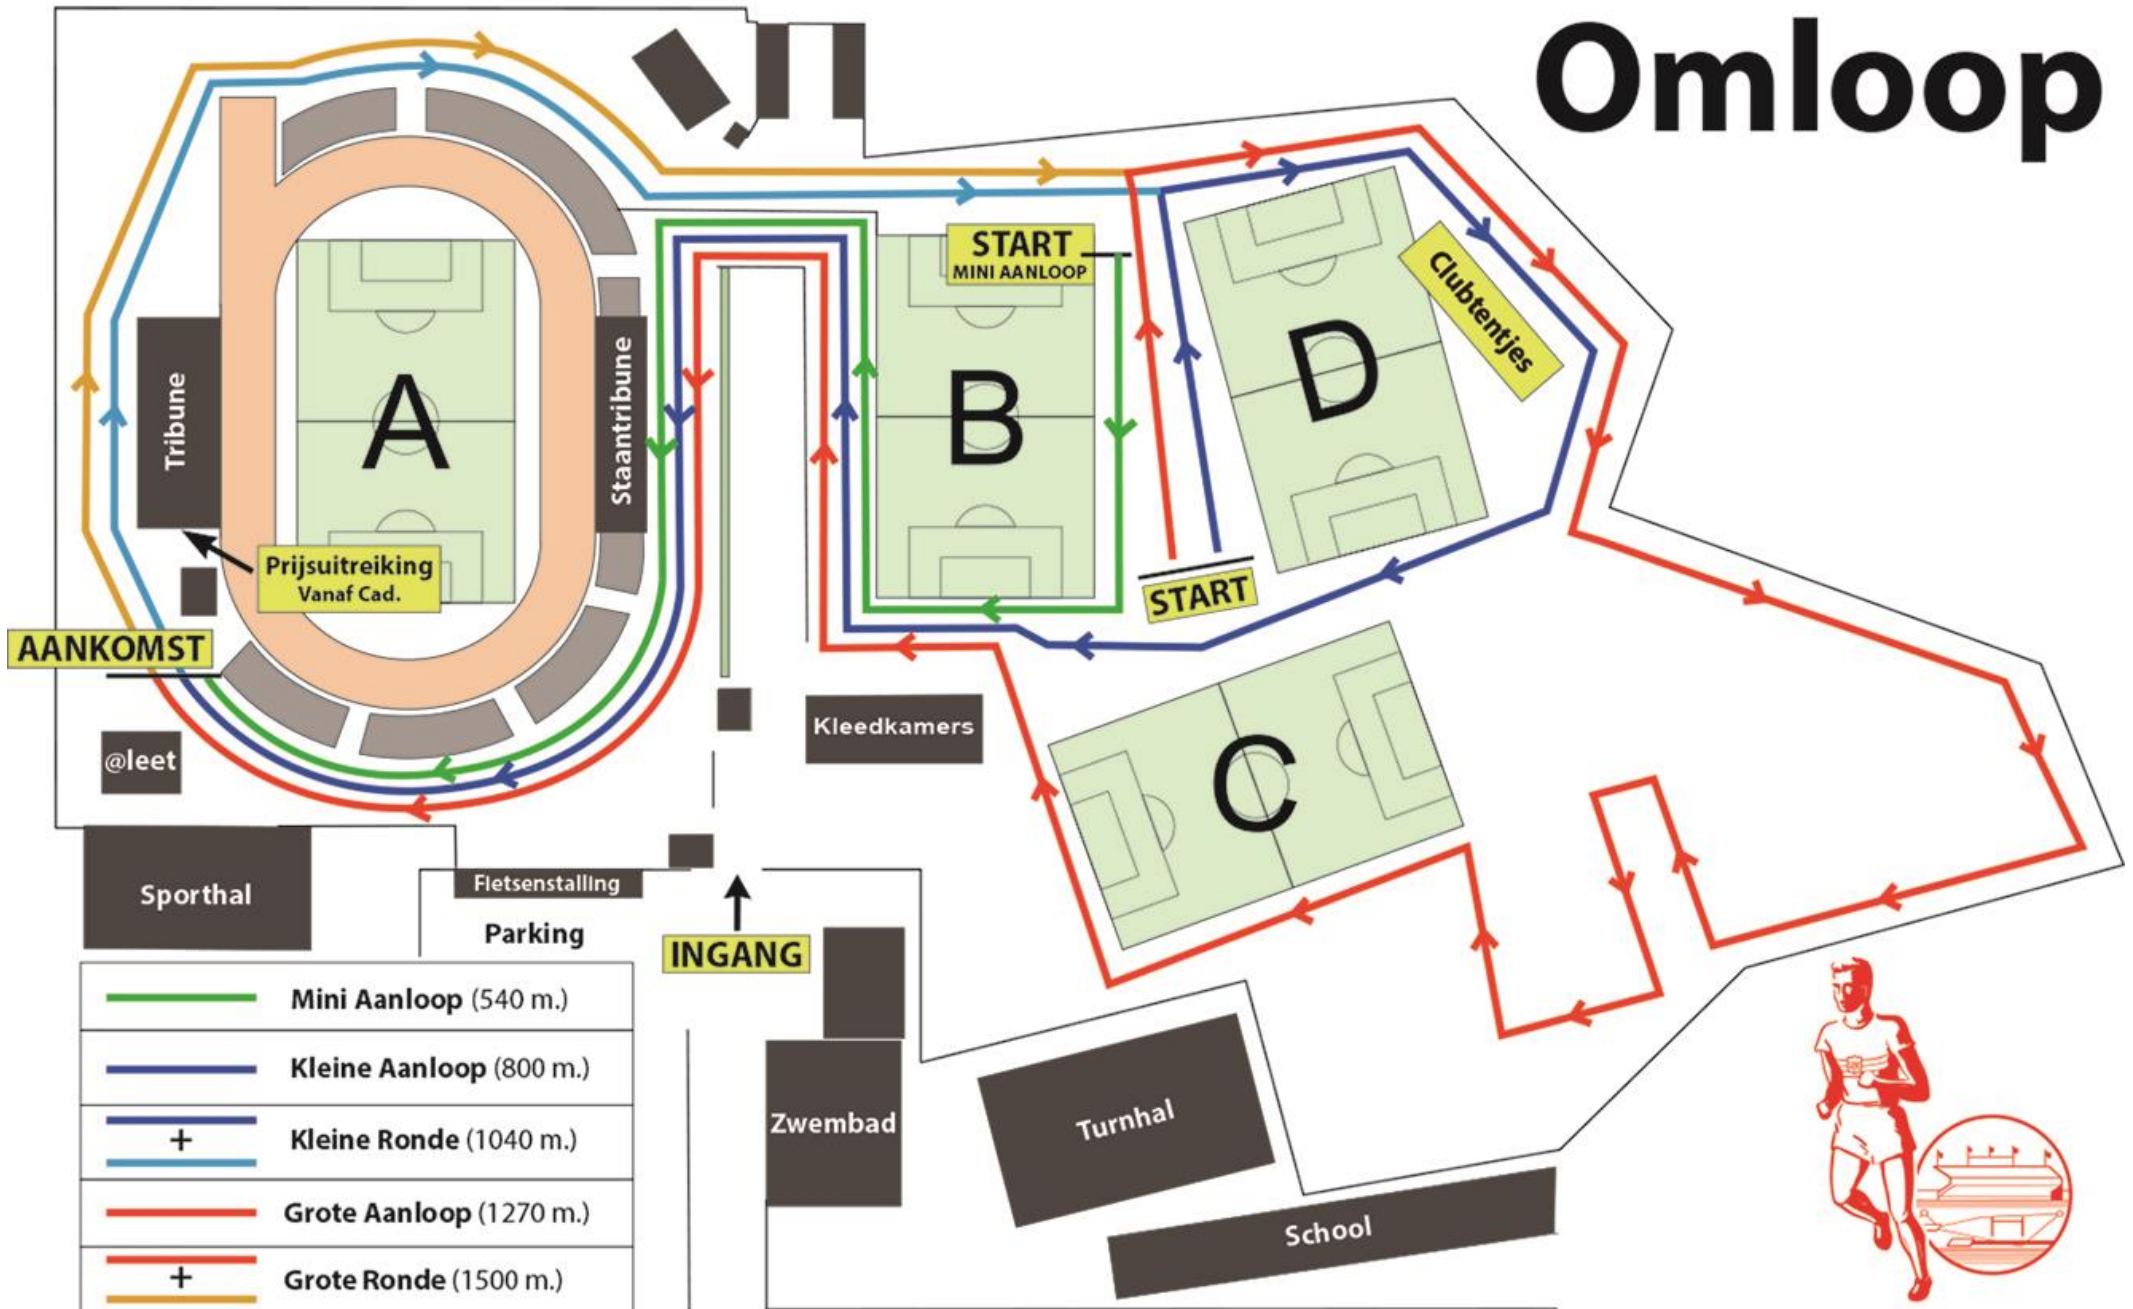 Omloop
START
MINI AANLOOP
Clubtentjes
A
B
D
Tribune
Staantribune
Prijsuitreiking
Vanaf Cad.
START
AANKOMST
@leet
Kleedkamers
C
Sporthal
Fletsenstalling
Parking
INGANG
Zwembad
Turnhal
School
Mini Aanloop (540 m.)
Kleine Aanloop (800 m.)
+ Kleine Ronde (1040 m.)
Grote Aanloop (1270 m.)
+ Grote Ronde (1500 m.)